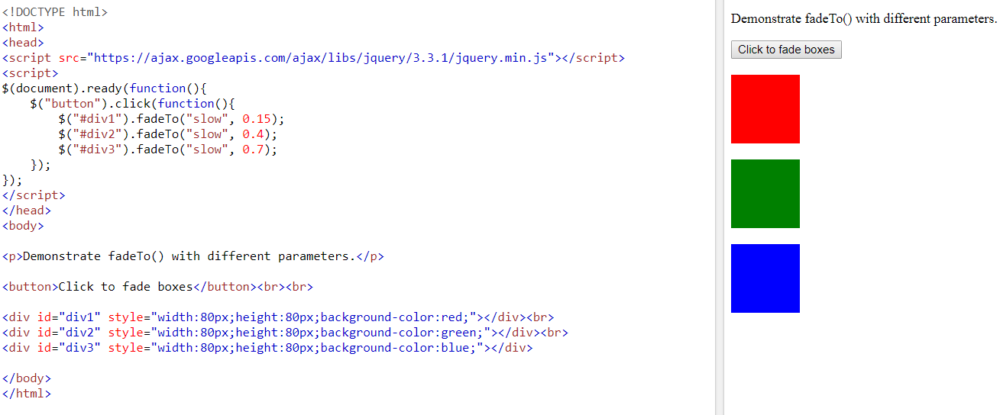 <!DOCTYPE html>
<html>
<head>
<script src="https://ajax.googleapis.com/ajax/libs/jquery/3.3.1/jquery.min.js"></script>
<script>
$(document).ready(function(){
    $("button").click(function(){
        $("#div1").fadeTo("slow", 0.15);
        $("#div2").fadeTo("slow", 0.4);
        $("#div3").fadeTo("slow", 0.7);
    });
});
</script>
</head>
<body>
<p>Demonstrate fadeTo() with different parameters.</p>
<button>Click to fade boxes</button><br><br>
<div id="div1" style="width:80px;height:80px;background-color:red;"></div><br>
<div id="div2" style="width:80px;height:80px;background-color:green;"></div><br>
<div id="div3" style="width:80px;height:80px;background-color:blue;"></div>
</body>
</html>
Demonstrate fadeTo() with different parameters.
Click to fade boxes